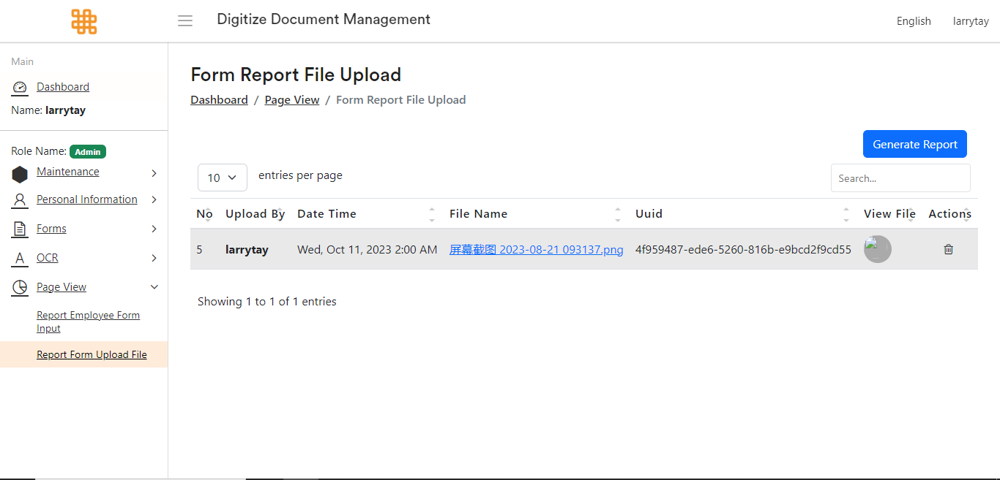 Digitize Document Management
English
larrytay
Main
Dashboard
Name: larrytay
Role Name: Admin
Maintenance
Personal Information
Forms
OCR
Page View
Report Employee Form
Input
Report Form Upload File
Form Report File Upload
Dashboard / Page View / Form Report File Upload
Generate Report
10 entries per page
Search...
No Upload By Date Time File Name Uuid View File Actions
5 larrytay Wed, Oct 11, 2023 2:00 AM 屏幕截图 2023-08-21 093137.png 4f959487-ede6-5260-816b-e9bcd2f9cd55
Showing 1 to 1 of 1 entries